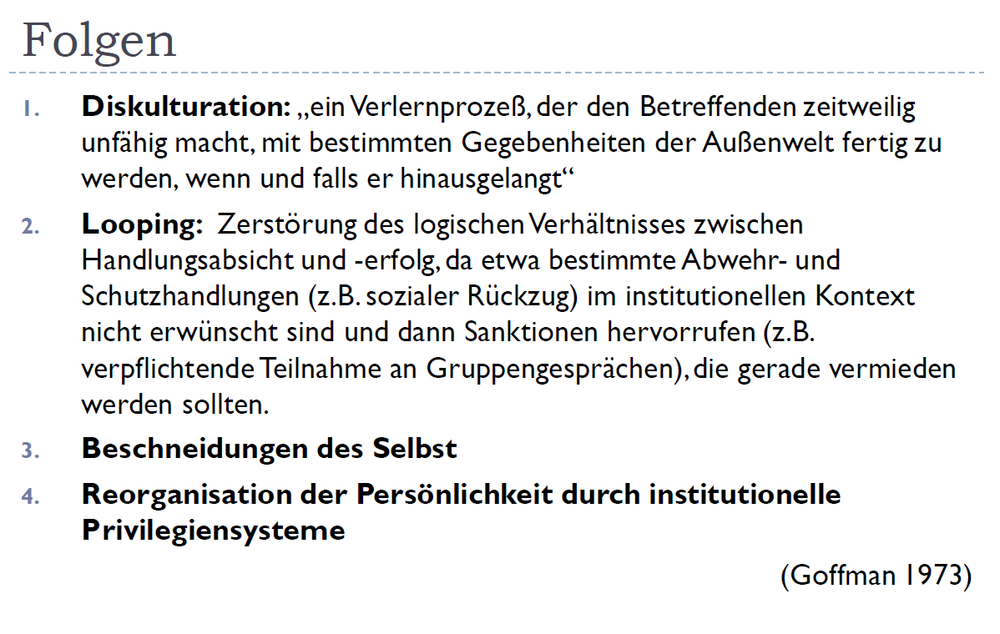 Folgen
1. Diskulturation: „ein Verlernprozeß, der den Betreffenden zeitweilig
unfähig macht, mit bestimmten Gegebenheiten der Außenwelt fertig zu
werden, wenn und falls er hinausgelangt“
2. Looping: Zerstörung des logischen Verhältnisses zwischen
Handlungsabsicht und -erfolg, da etwa bestimmte Abwehr- und
Schutzhandlungen (z.B. sozialer Rückzug) im institutionellen Kontext
nicht erwünscht sind und dann Sanktionen hervorrufen (z.B.
verpflichtende Teilnahme an Gruppengesprächen), die gerade vermieden
werden sollten.
3. Beschneidungen des Selbst
4. Reorganisation der Persönlichkeit durch institutionelle
Privilegiensysteme
(Goffman 1973)